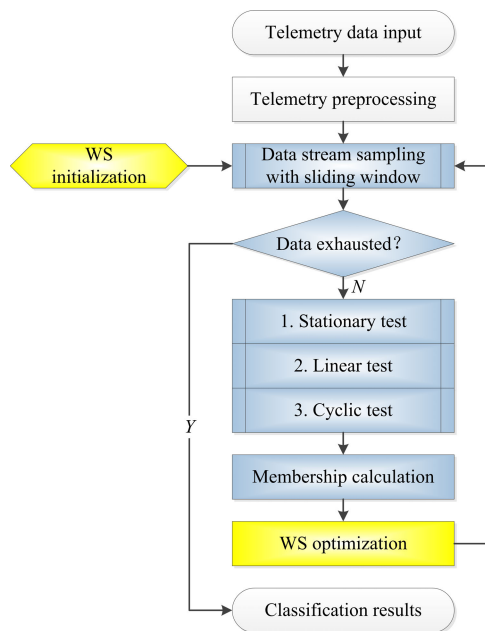 Telemetry data input
Telemetry preprocessing
WS
initialization
Data stream sampling
with sliding window
Data exhausted？
N
1. Stationary test
2. Linear test
3. Cyclic test
Y
Membership calculation
WS optimization
Classification results